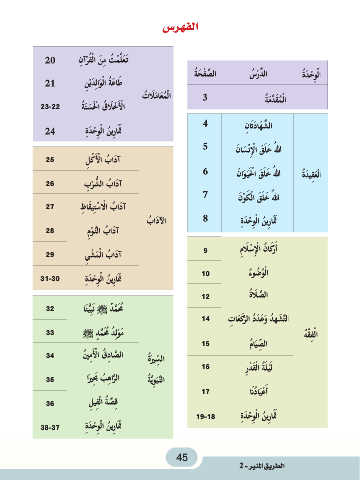 الفهرس
الْوَحْدَةُ الدَّرْسُ الصَّفْحَةُ
الْمُقَدِّمَةُ 3
الْعَقِيدَةُ
الشَّهَادَتَانِ 4
اللهُ خَلَقَ الْإِنْسَانَ 5
اللهُ خَلَقَ الْحَيَوَانَ 6
اللهُ خَلَقَ الْكَوْنَ 7
تَمَارِينُ الْوَحْدَةِ 8
الْفِقْهُ
أَرْكَانُ الْإِسْلَامِ 9
الْوُضُوءُ 10
الصَّلَاةُ 12
التَّشَهُّدُ وَعَدَدُ الرَّكَعَاتِ 14
الصِّيَامُ 15
لَيْلَةُ الْقَدْرِ 16
أَعْيَادُنَا 17
تَمَارِينُ الْوَحْدَةِ 18-19
الْمُعَامَلَاتُ
تَعَلَّمْتُ مِنَ الْقُرْآنِ 20
طَاعَةُ الْوَالِدَيْنِ 21
الْأَخْلَاقُ الْحَسَنَةُ 22-23
تَمَارِينُ الْوَحْدَةِ 24
الْآدَابُ
آدَابُ الْأَكْلِ 25
آدَابُ الشُّرْبِ 26
آدَابُ الْاِسْتِيقَاظِ 27
آدَابُ النَّوْمِ 28
آدَابُ الْمَشْيِ 29
تَمَارِينُ الْوَحْدَةِ 30-31
السِّيرَةُ النَّبَوِيَّةُ
مُحَمَّدٌ ﷺ نَبِيُّنَا 32
مَوْلِدُ مُحَمَّدٍ ﷺ 33
الصَّادِقُ الْأَمِينُ 34
الرَّاهِبُ بَحِيرَا 35
قِصَّةُ الْفِيلِ 36
تَمَارِينُ الْوَحْدَةِ 37-38
45
الطريق المنير - 2